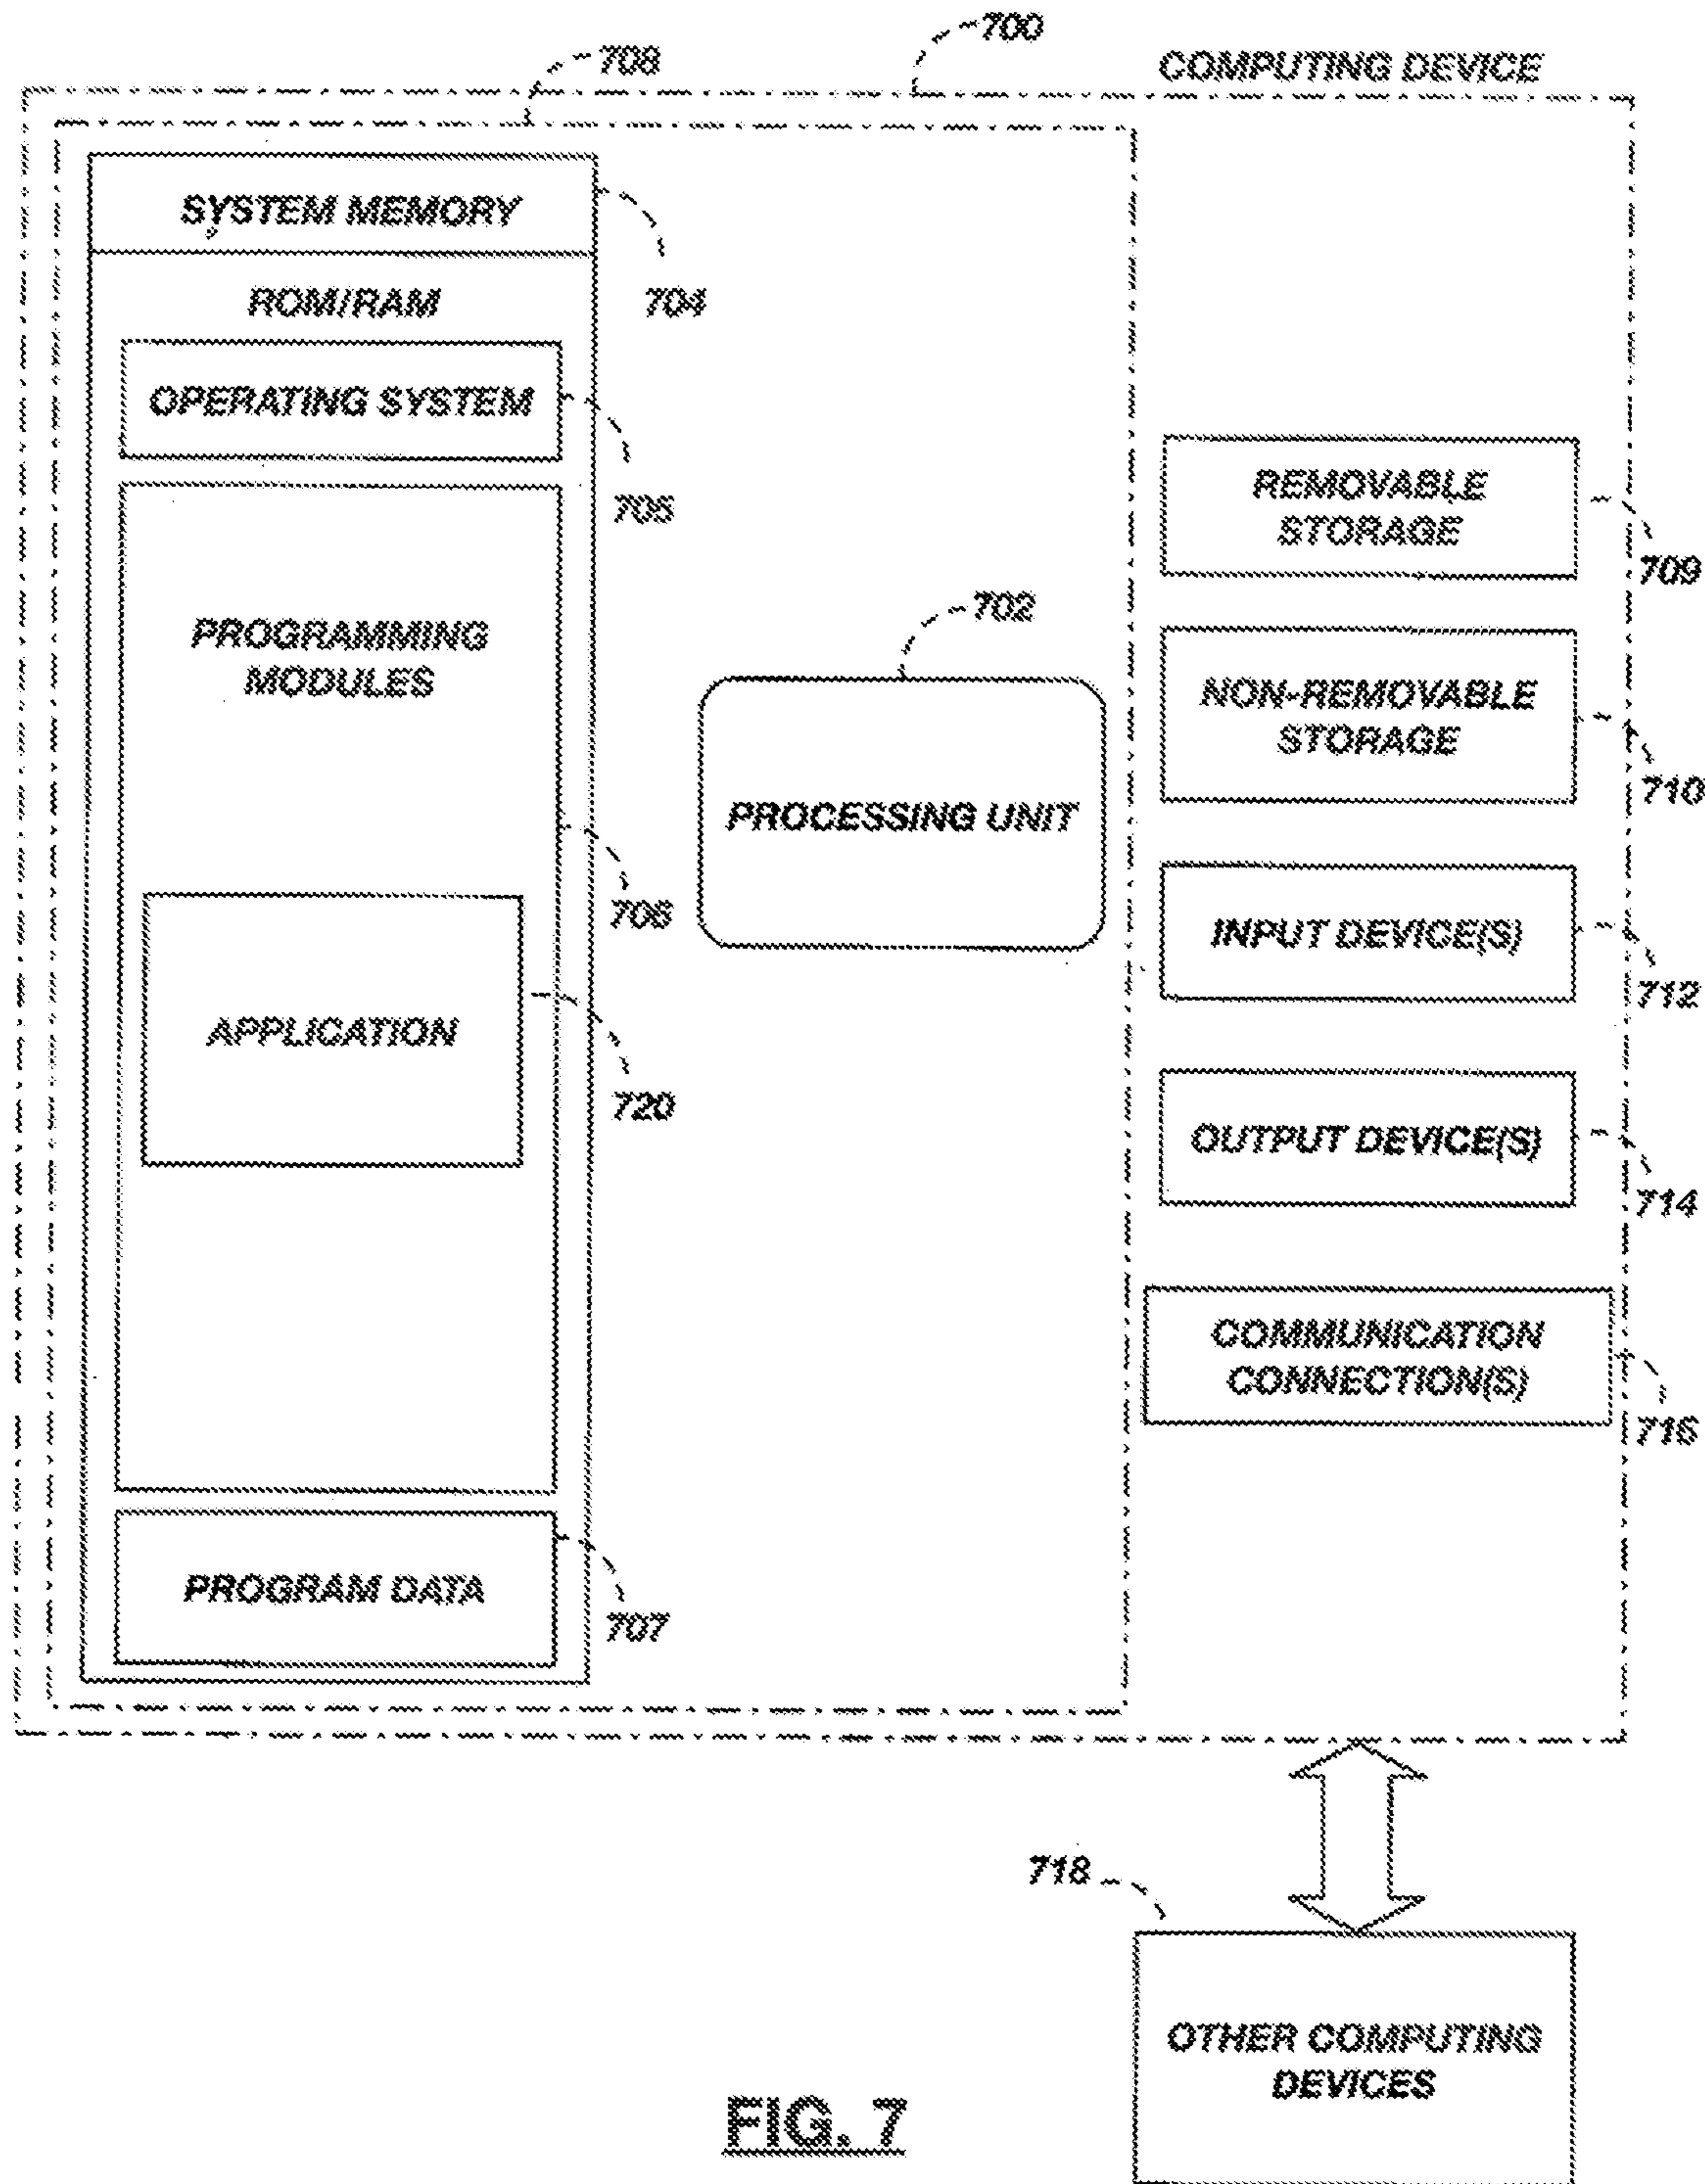 708
700
COMPUTING DEVICE
SYSTEM MEMORY
704
ROM/RAM
OPERATING SYSTEM
705
REMOVABLE
STORAGE
709
PROGRAMMING
MODULES
702
NON-REMOVABLE
STORAGE
710
PROCESSING UNIT
706
INPUT DEVICE(S)
712
APPLICATION
720
OUTPUT DEVICE(S)
714
COMMUNICATION
CONNECTION(S)
716
PROGRAM DATA
707
718
OTHER COMPUTING
DEVICES
FIG. 7